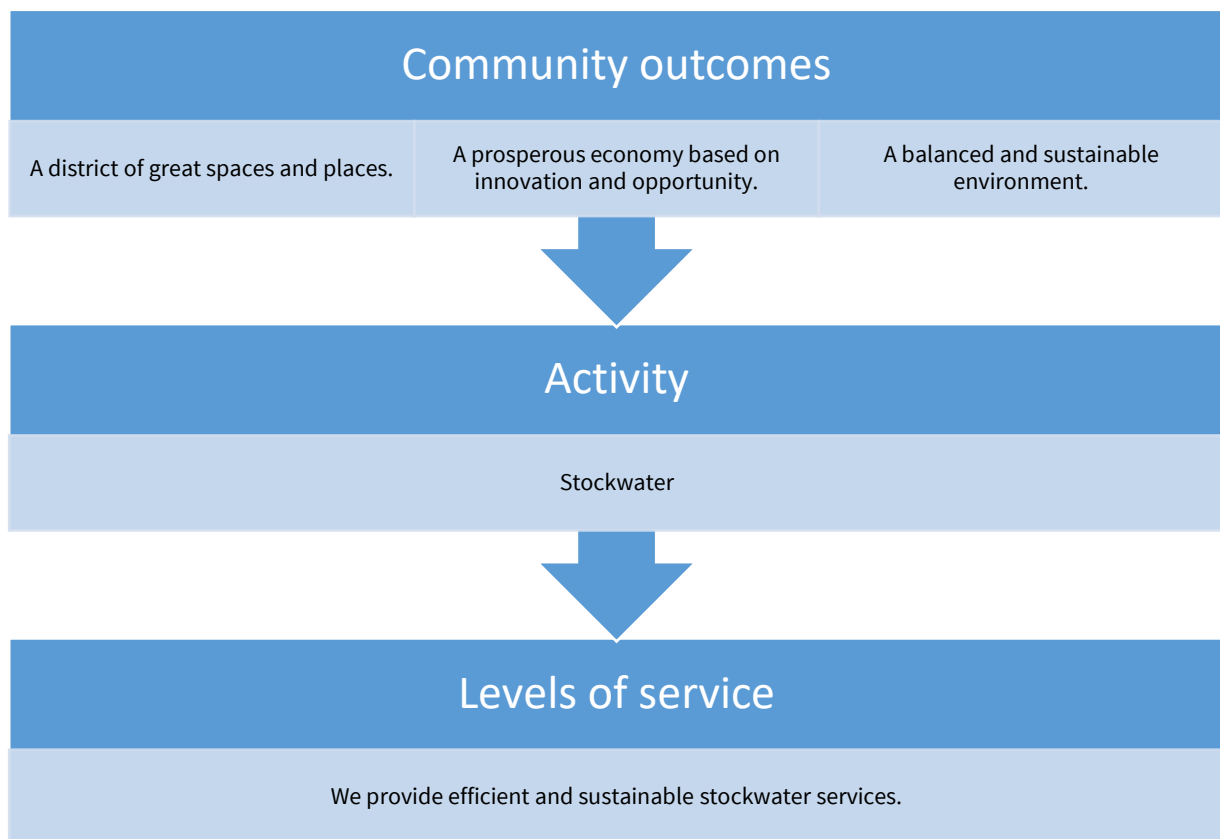 Community outcomes
A district of great spaces and places.
A prosperous economy based on
innovation and opportunity.
A balanced and sustainable
environment.
Activity
Stockwater
Levels of service
We provide efficient and sustainable stockwater services.